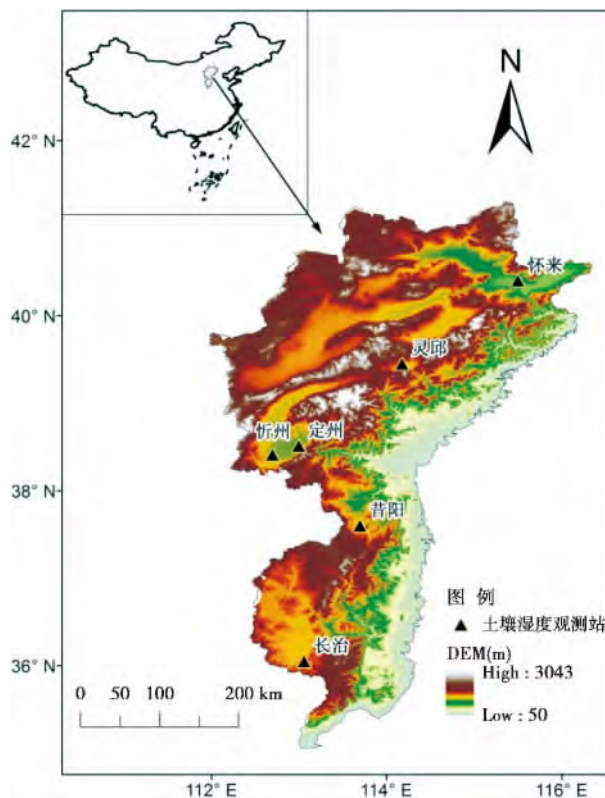 N
42° N
40° N
38° N
36° N
怀来
灵邱
忻州
定州
昔阳
长治
图 例
▲ 土壤湿度观测站
DEM(m)
High : 3043
Low : 50
0 50 100 200 km
112° E
114° E
116° E